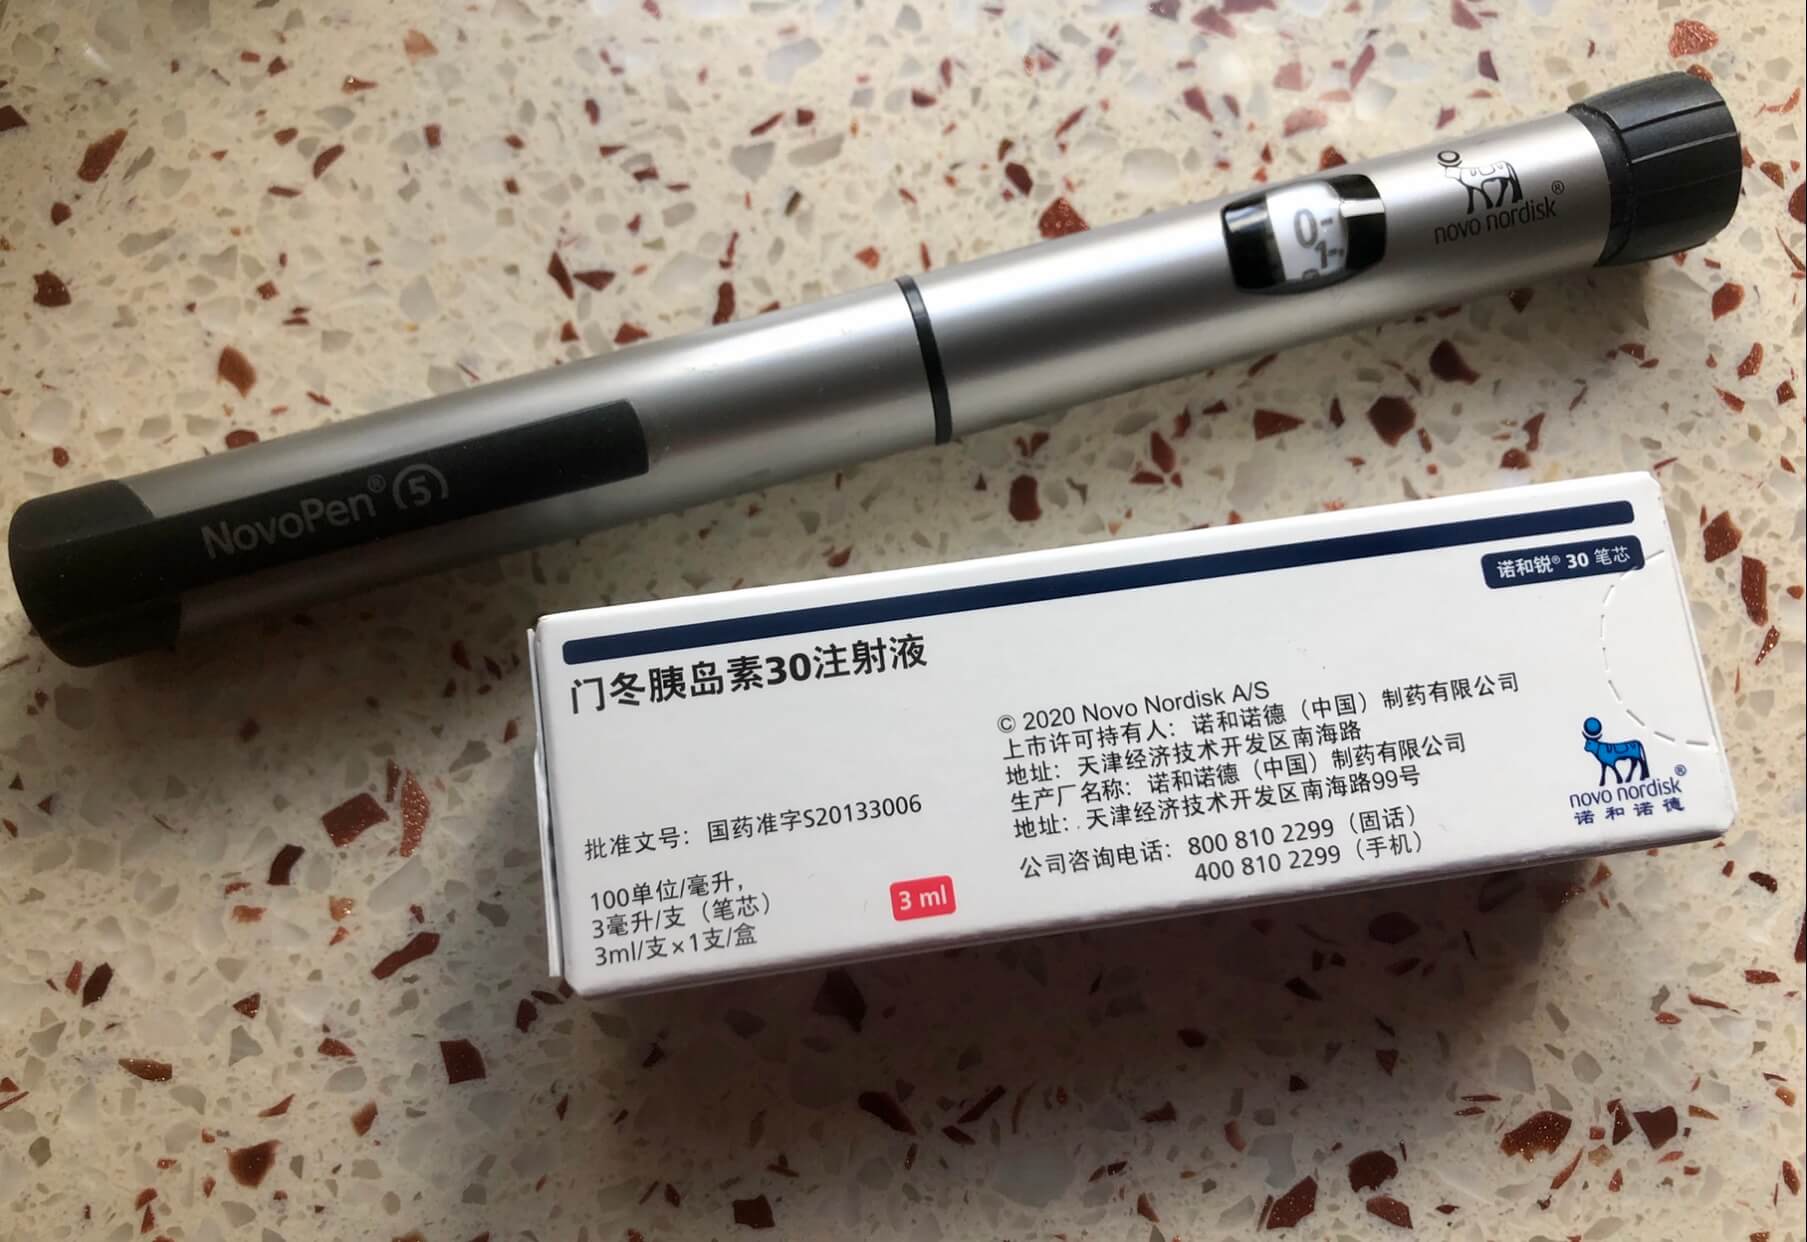 NovoPen® 5
0
1
novo nordisk®
诺和锐® 30 笔芯
门冬胰岛素30注射液
批准文号：国药准字S20133006
100单位/毫升，
3毫升/支（笔芯）
3ml/支×1支/盒
3 ml
© 2020 Novo Nordisk A/S
上市许可持有人：诺和诺德（中国）制药有限公司
地址：天津经济技术开发区南海路
生产厂名称：诺和诺德（中国）制药有限公司
地址：天津经济技术开发区南海路99号
公司咨询电话：800 810 2299（固话）
400 810 2299（手机）
novo nordisk®
诺和诺德